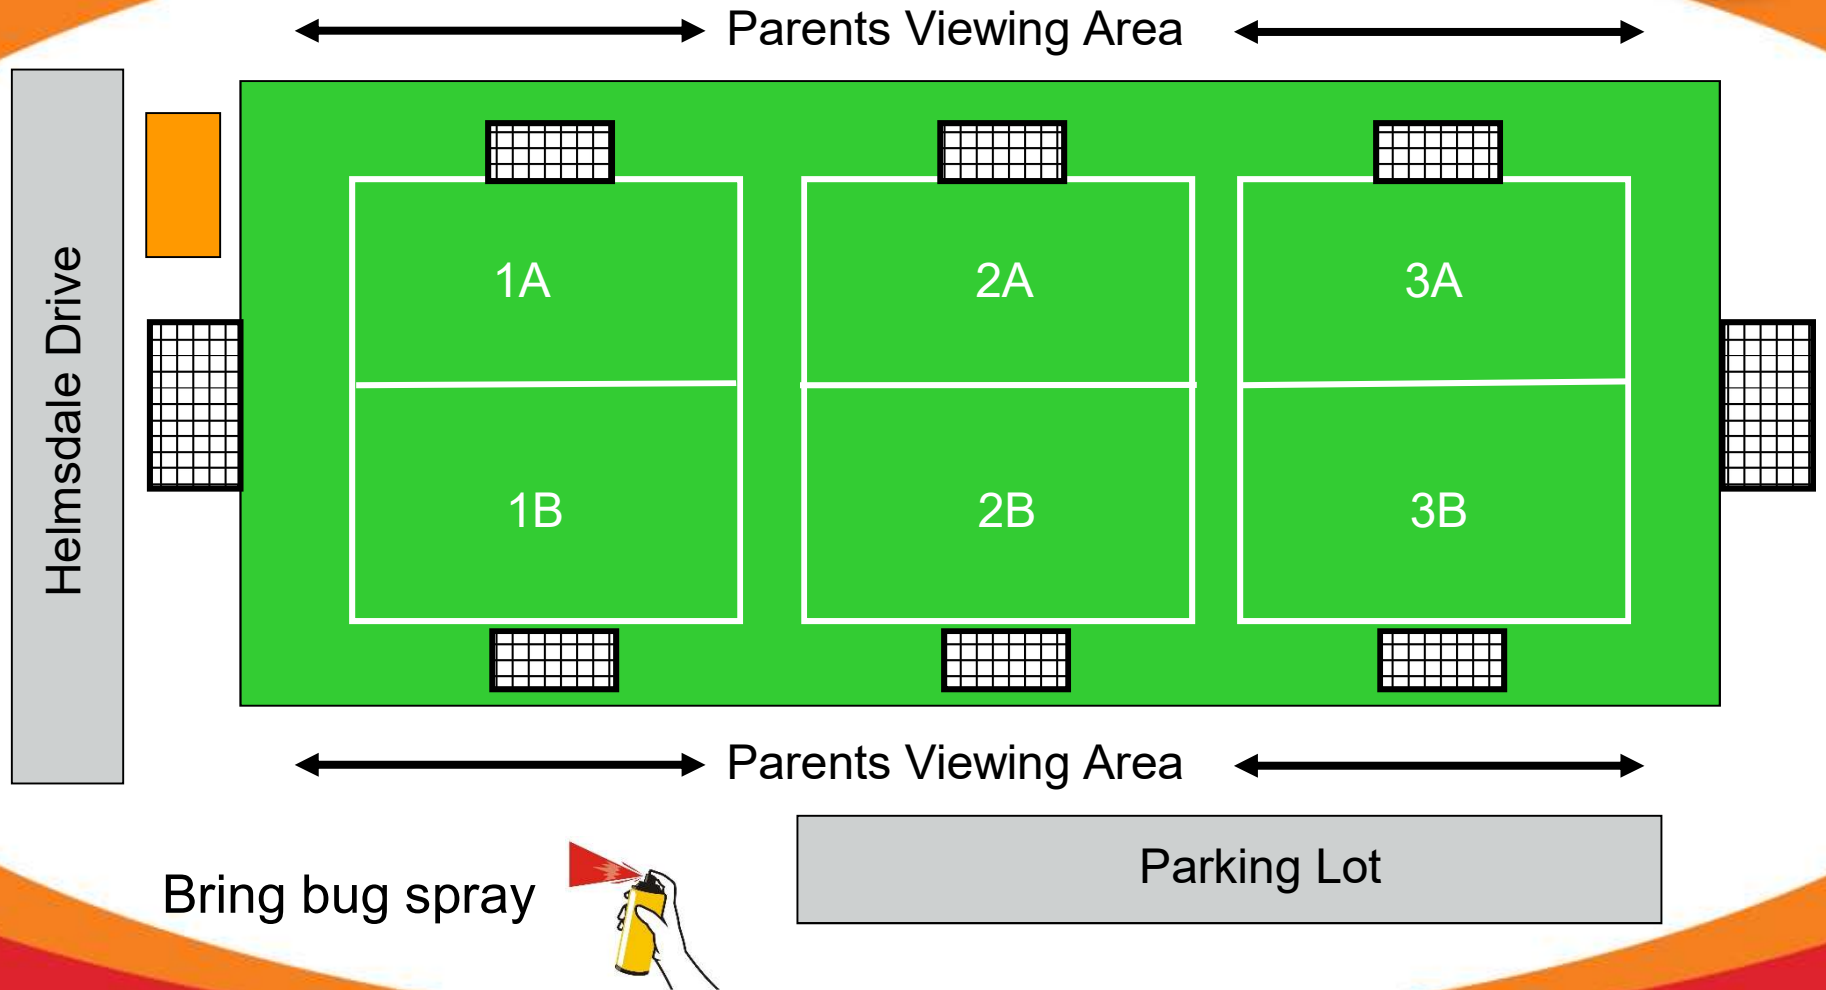 Parents Viewing Area
Helmsdale Drive
1A
2A
3A
1B
2B
3B
Parents Viewing Area
Parking Lot
Bring bug spray